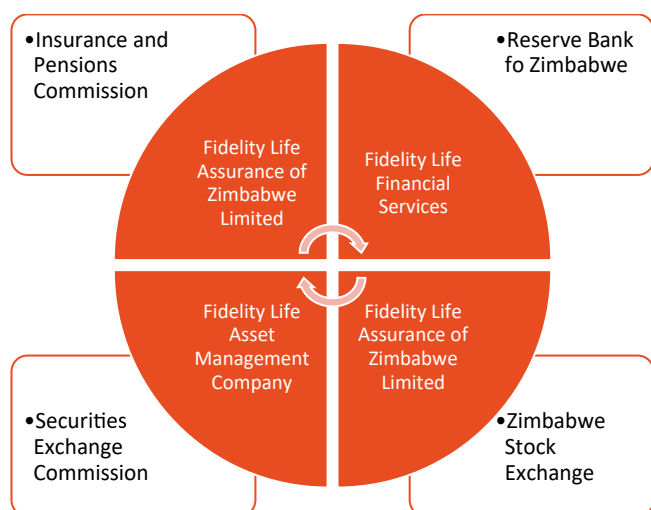 •Insurance and
Pensions
Commission
•Reserve Bank
fo Zimbabwe
Fidelity Life
Assurance of
Zimbabwe
Limited
Fidelity Life
Financial
Services
Fidelity Life
Asset
Management
Company
Fidelity Life
Assurance of
Zimbabwe
Limited
•Securities
Exchange
Commission
•Zimbabwe
Stock
Exchange